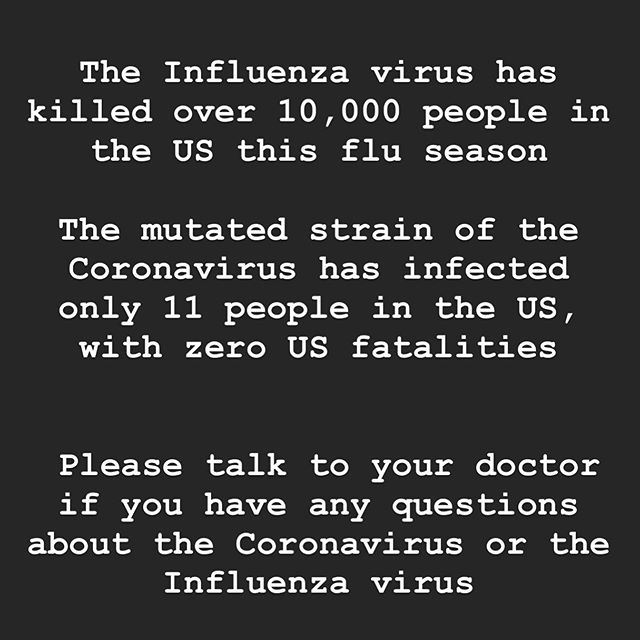 The Influenza virus has
killed over 10,000 people in
the US this flu season
The mutated strain of the
Coronavirus has infected
only 11 people in the US,
with zero US fatalities
Please talk to your doctor
if you have any questions
about the Coronavirus or the
Influenza virus